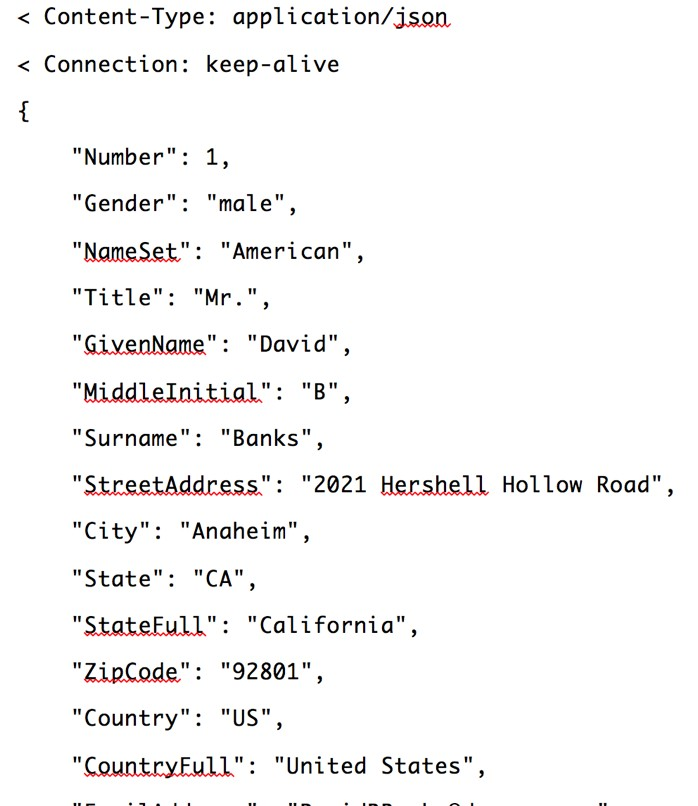 < Content-Type: application/json
< Connection: keep-alive
{
"Number": 1,
"Gender": "male",
"NameSet": "American",
"Title": "Mr.",
"GivenName": "David",
"MiddleInitial": "B",
"Surname": "Banks",
"StreetAddress": "2021 Hershell Hollow Road",
"City": "Anaheim",
"State": "CA",
"StateFull": "California",
"ZipCode": "92801",
"Country": "US",
"CountryFull": "United States",